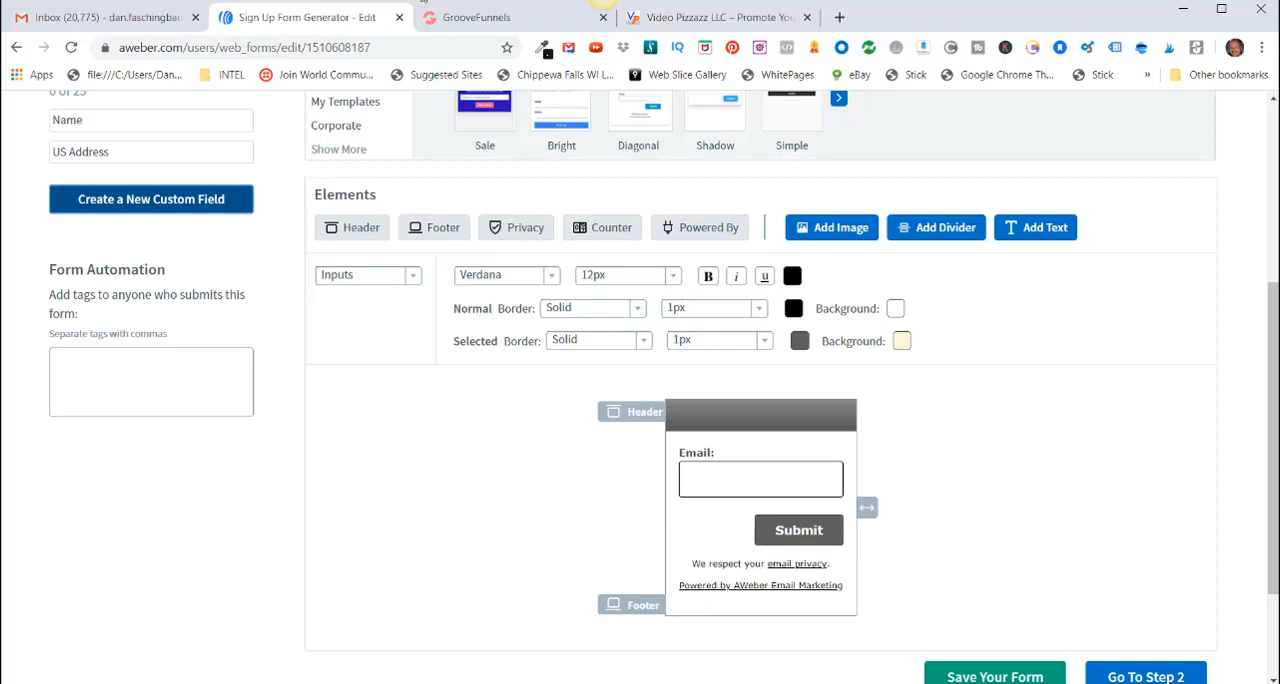 Inbox (20,775) - dan.faschingbau
Sign Up Form Generator - Edit
GrooveFunnels
Video Pizzazz LLC – Promote You
aweber.com/users/web_forms/edit/1510608187
Apps
file:///C:/Users/Dan...
INTEL
Join World Commu...
Suggested Sites
Chippewa Falls WI L...
Web Slice Gallery
WhitePages
eBay
Stick
Google Chrome Th...
Stick
»
Other bookmarks
0 of 25
Name
US Address
Create a New Custom Field
Form Automation
Add tags to anyone who submits this
form:
Separate tags with commas
My Templates
Corporate
Show More
Sale
Bright
Diagonal
Shadow
Simple
Elements
Header
Footer
Privacy
Counter
Powered By
Add Image
Add Divider
Add Text
Inputs
Verdana
12px
B
i
u
Normal Border:
Solid
1px
Background:
Selected Border:
Solid
1px
Background:
Header
Email:
Submit
We respect your email privacy.
Powered by AWeber Email Marketing
Footer
Save Your Form
Go To Step 2